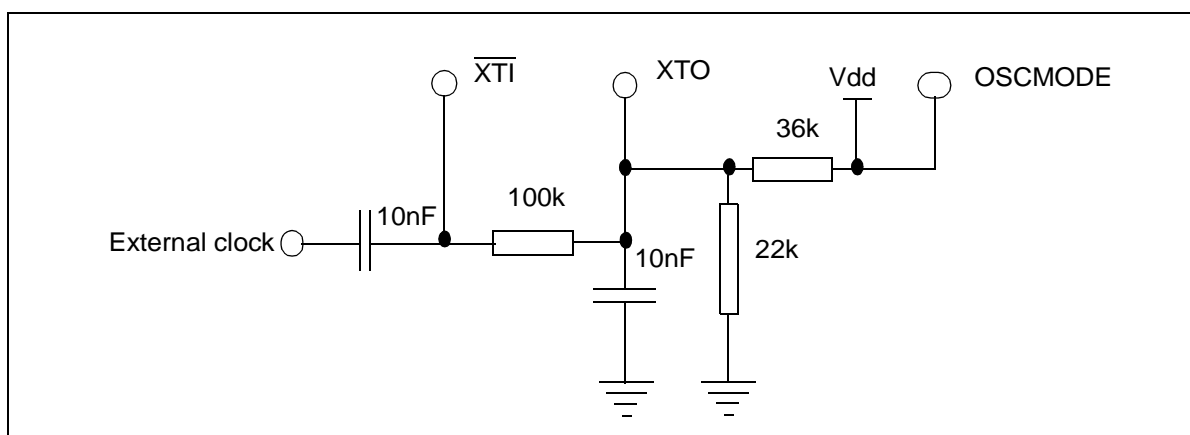 XTI
XTO
Vdd
OSCMODE
36k
100k
10nF
External clock
10nF
22k